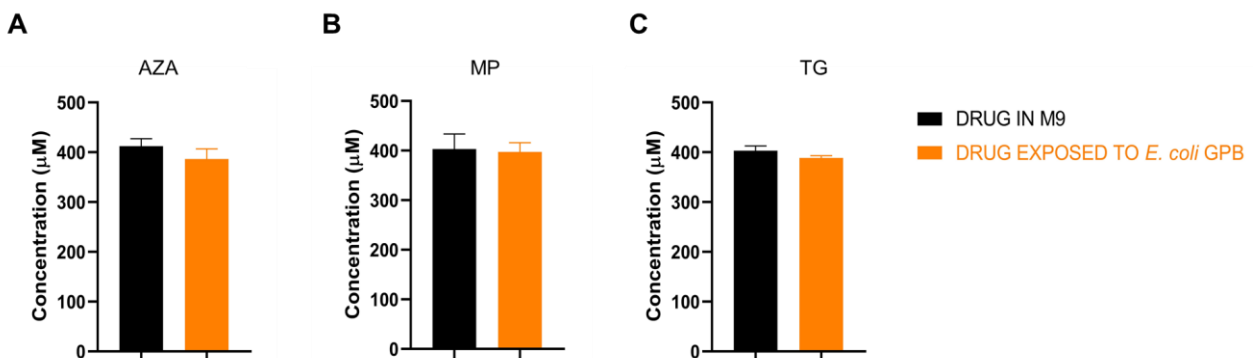 A
AZA
Concentration (μM)
500
400
300
200
100
0
B
MP
Concentration (μM)
500
400
300
200
100
0
C
TG
Concentration (μM)
500
400
300
200
100
0
DRUG IN M9
DRUG EXPOSED TO E. coli GPB